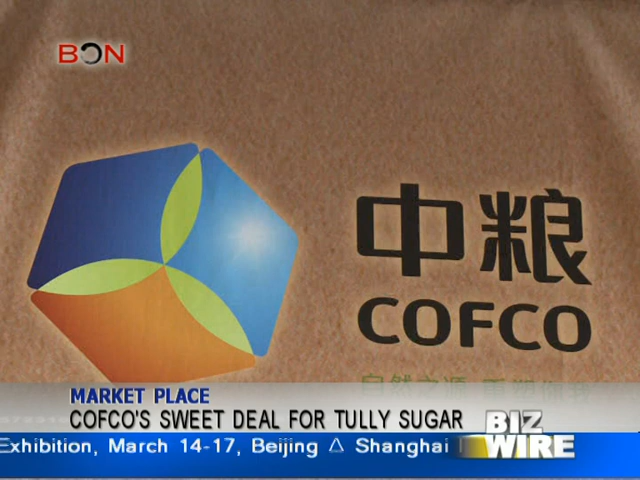 BON
中粮
COFCO
MARKET PLACE
COFCO'S SWEET DEAL FOR TULLY SUGAR
BIZ
WIRE
Exhibition, March 14-17, Beijing △ Shanghai